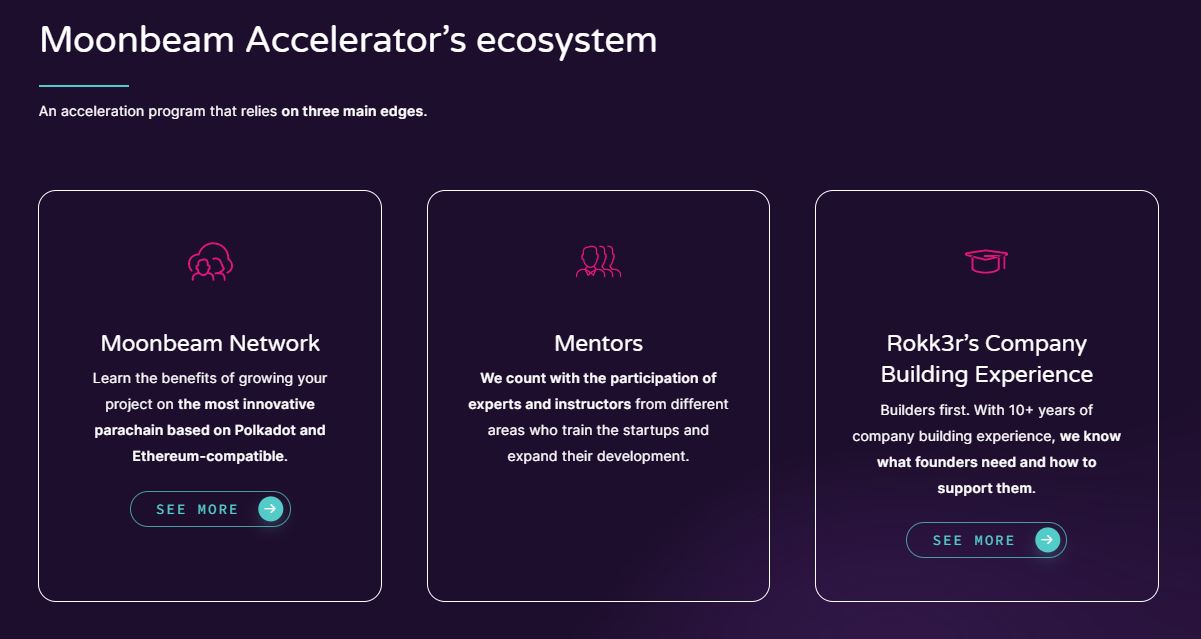 Moonbeam Accelerator’s ecosystem
An acceleration program that relies on three main edges.
Moonbeam Network
Learn the benefits of growing your
project on the most innovative
parachain based on Polkadot and
Ethereum-compatible.
SEE MORE
Mentors
We count with the participation of
experts and instructors from different
areas who train the startups and
expand their development.
Rokk3r’s Company
Building Experience
Builders first. With 10+ years of
company building experience, we know
what founders need and how to
support them.
SEE MORE